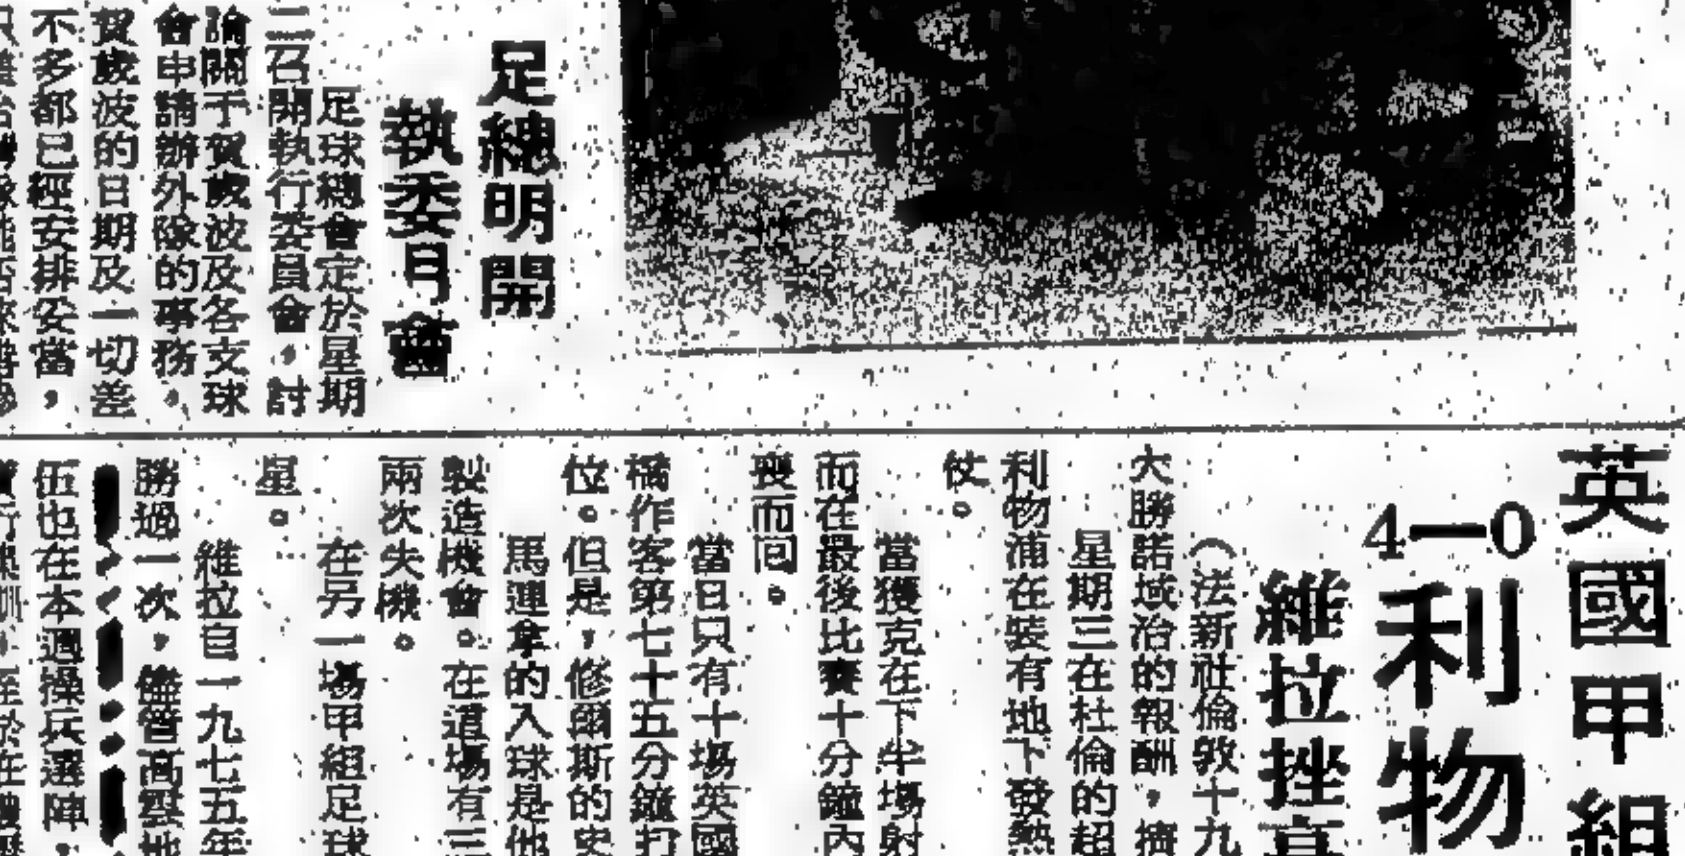 足總明開
執委月會
足球總會定於星期
二召開執行委員會，討
論關于賀歲波及各支球
會申請辦外隊的事務。
賀歲波的日期及一切差
不多都已經安排妥當，
英國甲組
4—0
利物
維拉挫
（法新社倫敦十九
大勝諾域治的報酬，擠
星期三在杜倫的超
利物浦在裝有地下發熱
仗。
當獲克在下半場射
而在最後比賽十分鐘內
喪而回。
當日只有十場英國
橋作客第七十五分鐘打
位。但是，修爾斯的史
馬連拿的入球是他
製造機會。在這場有三
兩次失機。
在另一場甲組足球
星。
維拉自一九七五年
勝過一次，儘管高雲地
伍也在本週操兵選陣，